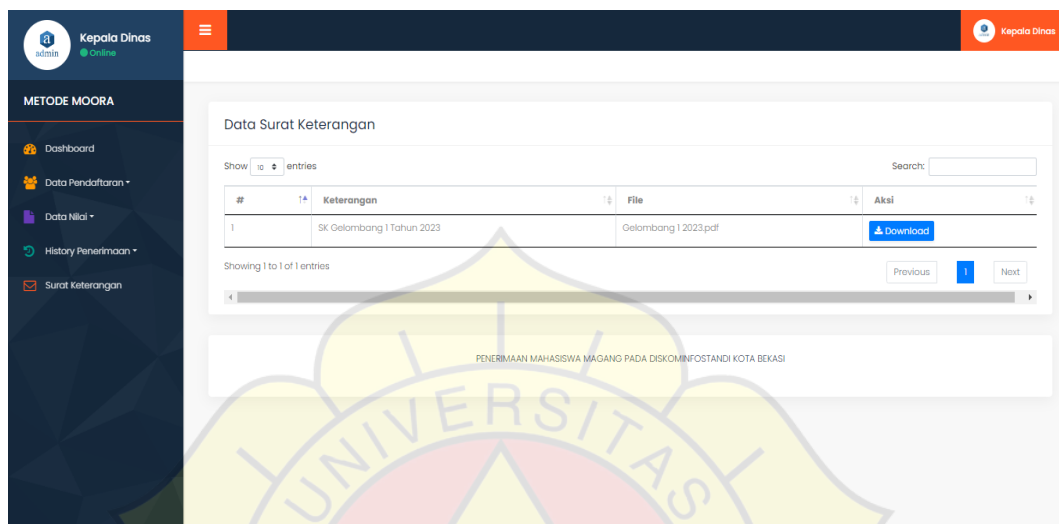 a
admin
Kepala Dinas
Online
Kepala Dinas
METODE MOORA
Dashboard
Data Pendaftaran
Data Nilai
History Penerimaan
Surat Keterangan
Data Surat Keterangan
Show 10 entries
Search:
# Keterangan File Aksi
1 SK Gelombang 1 Tahun 2023 Gelombang 1 2023.pdf Download
Showing 1 to 1 of 1 entries
Previous 1 Next
PENERIMAAN MAHASISWA MAGANG PADA DISKOMINFOSTANDI KOTA BEKASI
UNIVERSITAS